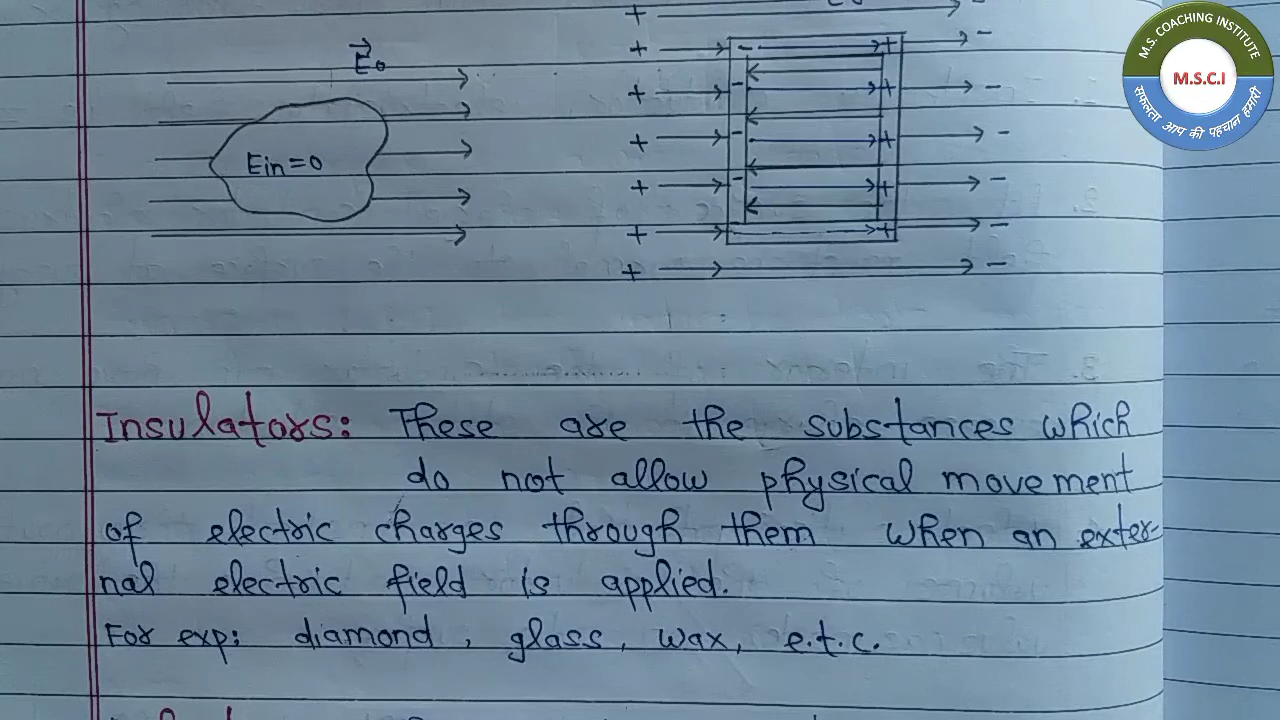 M.S. COACHING INSTITUTE
M.S.C.I
सफलता आप की पहचान हमारी
E₀
Ein=0
Insulators: These are the substances which
do not allow physical movement
of electric charges through them when an exter-
nal electric field is applied.
For exp: diamond, glass, wax, e.t.c.